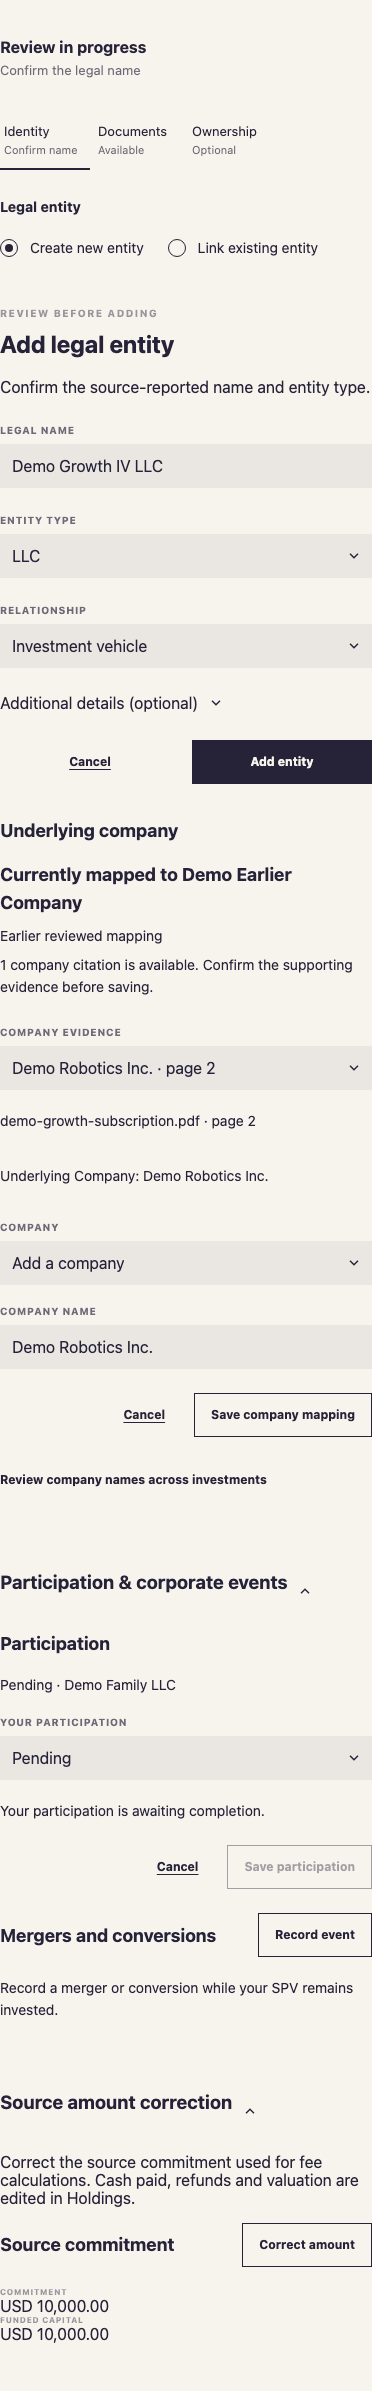 Review in progress
Confirm the legal name
Identity
Confirm name
Documents
Available
Ownership
Optional
Legal entity
Create new entity
Link existing entity
REVIEW BEFORE ADDING
Add legal entity
Confirm the source-reported name and entity type.
LEGAL NAME
Demo Growth IV LLC
ENTITY TYPE
LLC
RELATIONSHIP
Investment vehicle
Additional details (optional)
Cancel
Add entity
Underlying company
Currently mapped to Demo Earlier
Company
Earlier reviewed mapping
1 company citation is available. Confirm the supporting
evidence before saving.
COMPANY EVIDENCE
Demo Robotics Inc. · page 2
demo-growth-subscription.pdf · page 2
Underlying Company: Demo Robotics Inc.
COMPANY
Add a company
COMPANY NAME
Demo Robotics Inc.
Cancel
Save company mapping
Review company names across investments
Participation & corporate events
Participation
Pending · Demo Family LLC
YOUR PARTICIPATION
Pending
Your participation is awaiting completion.
Cancel
Save participation
Mergers and conversions
Record event
Record a merger or conversion while your SPV remains
invested.
Source amount correction
Correct the source commitment used for fee
calculations. Cash paid, refunds and valuation are
edited in Holdings.
Source commitment
Correct amount
COMMITMENT
USD 10,000.00
FUNDED CAPITAL
USD 10,000.00